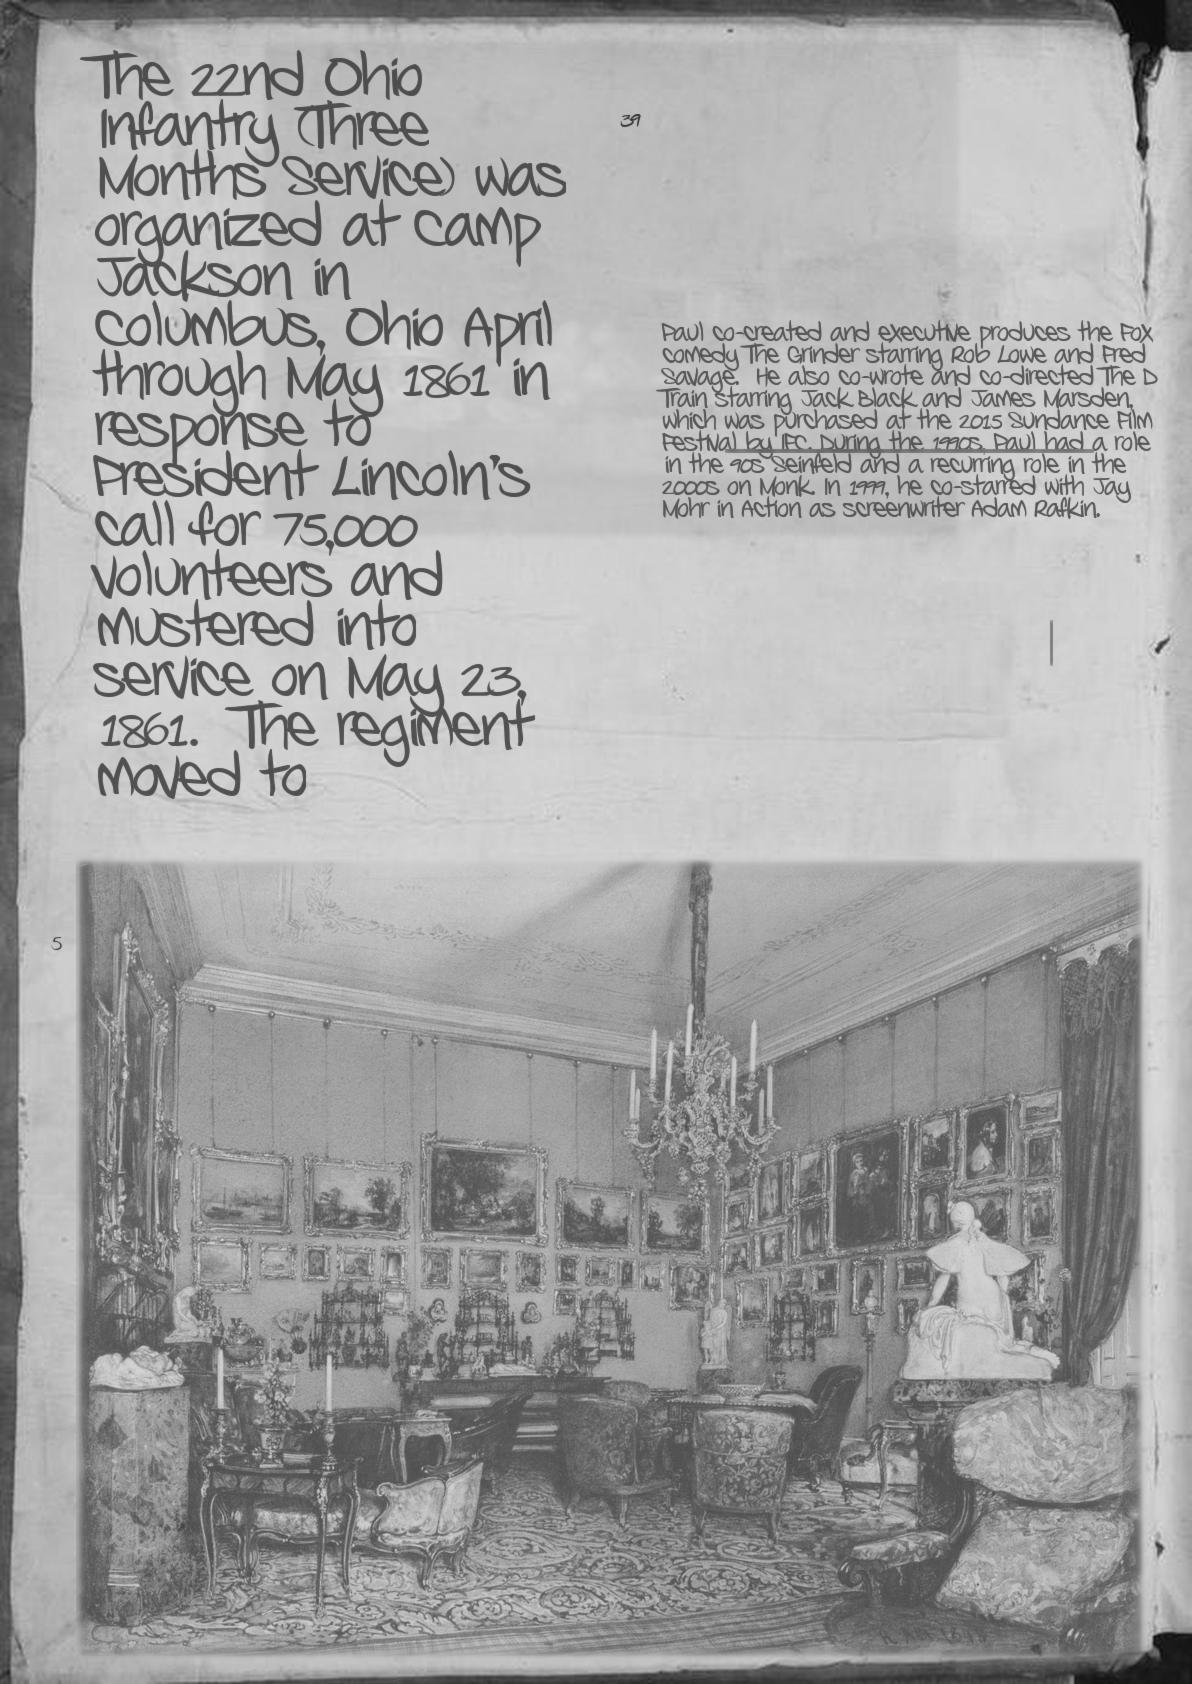 The 22nd Ohio
Infantry (Three
Months Service) was
organized at Camp
Jackson in
Columbus, Ohio April
through May 1861 in
response to
President Lincoln's
call for 75,000
volunteers and
mustered into
service on May 23,
1861. The regiment
moved to
39
Paul co-created and executive produces the Fox
comedy The Grinder starring Rob Lowe and Fred
Savage. He also co-wrote and co-directed The D
Train starring Jack Black and James Marsden,
which was purchased at the 2015 Sundance Film
Festival by IFC. During the 1990s, Paul had a role
in the 90s Seinfeld and a recurring role in the
2000s on Monk. In 1999, he co-starred with Jay
Mohr in Action as screenwriter Adam Rafkin.
5